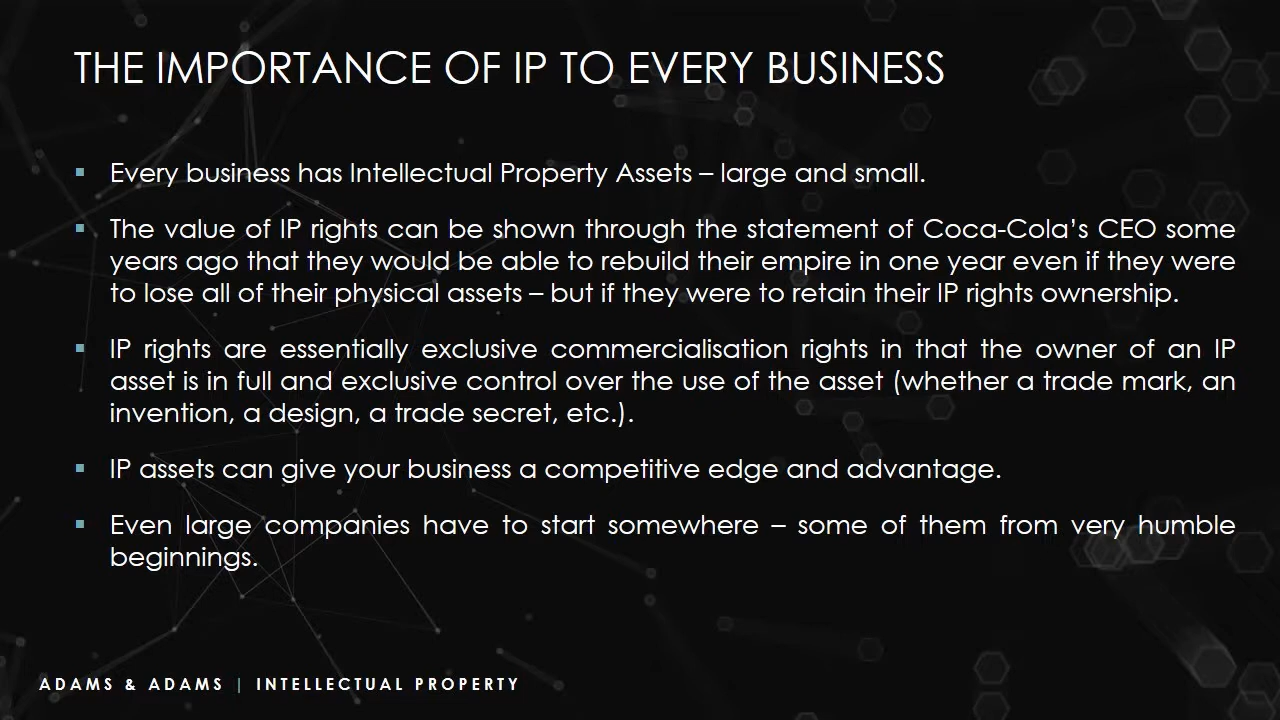 THE IMPORTANCE OF IP TO EVERY BUSINESS
▪ Every business has Intellectual Property Assets – large and small.
▪ The value of IP rights can be shown through the statement of Coca-Cola’s CEO some
years ago that they would be able to rebuild their empire in one year even if they were
to lose all of their physical assets – but if they were to retain their IP rights ownership.
▪ IP rights are essentially exclusive commercialisation rights in that the owner of an IP
asset is in full and exclusive control over the use of the asset (whether a trade mark, an
invention, a design, a trade secret, etc.).
▪ IP assets can give your business a competitive edge and advantage.
▪ Even large companies have to start somewhere – some of them from very humble
beginnings.
ADAMS & ADAMS | INTELLECTUAL PROPERTY